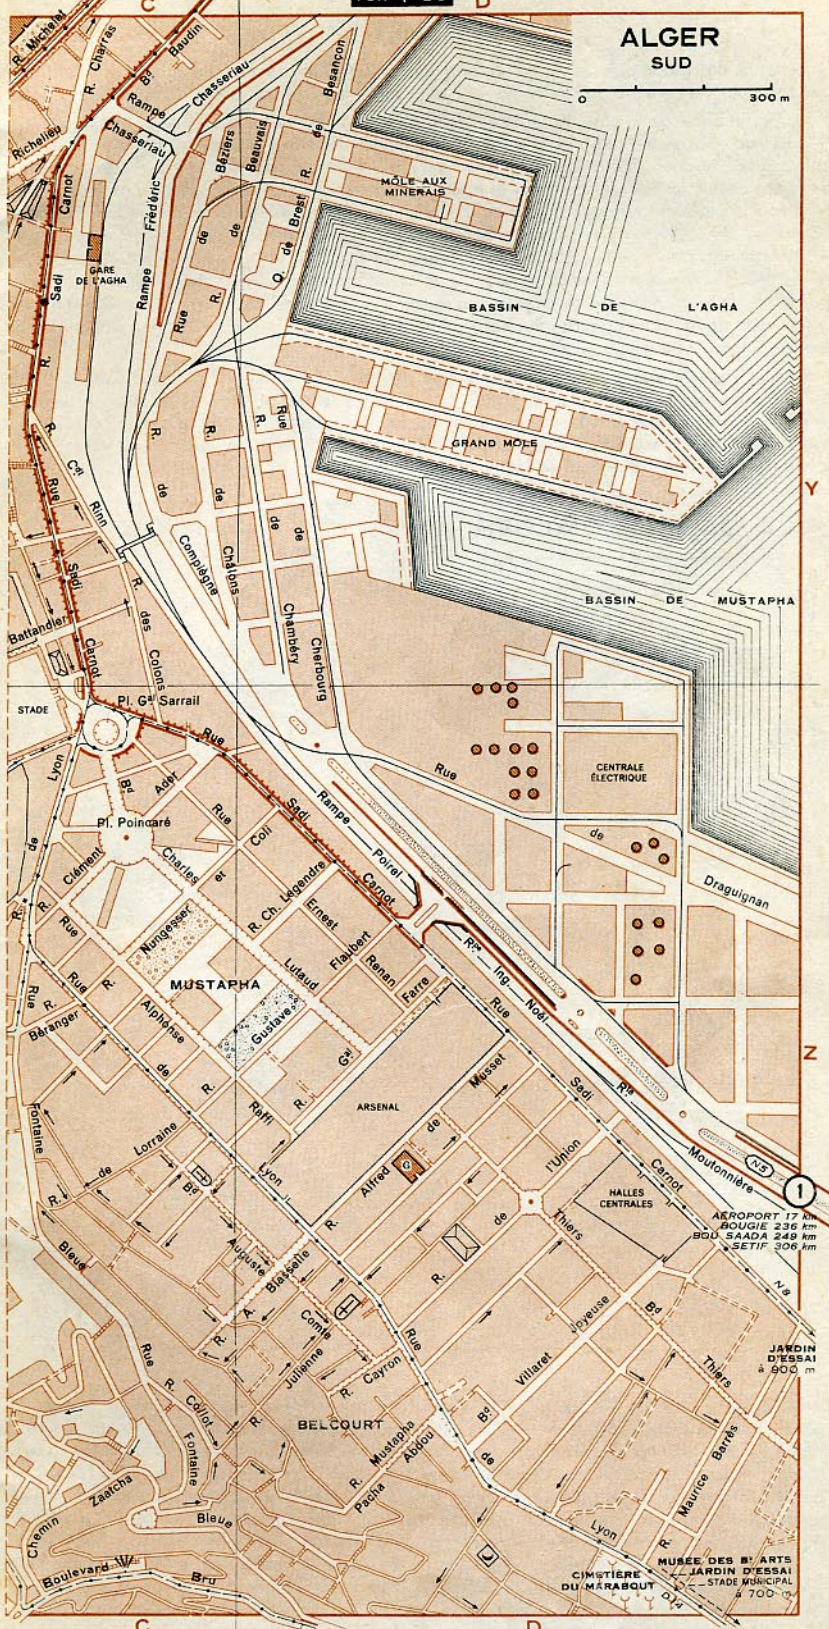 C
D
ALGER
SUD
0 300 m
R. Michelet
R. Charras
Bd Baudin
Rampe
Chasseriau
Chasseriau
Richelieu
Carnot
Sadi
R.
GARE
DE L'AGHA
Rampe Frédéric
Rue de Béziers
R. de Beauvais
R. de Besançon
Q. de Brest
MÔLE AUX
MINERAIS
BASSIN DE L'AGHA
GRAND MÔLE
Y
R. de Compiègne
R. de Châlons
R. de Chambéry
Rue de Cherbourg
R. Cdt Rinn
Rue Sadi Carnot
R. des Colons
Battandier
BASSIN DE MUSTAPHA
STADE
Pl. Gal Sarrail
Rue Sadi Carnot
Rampe Poirel
Rue de Draguignan
CENTRALE
ÉLECTRIQUE
R. de Lyon
Bd
Ader
Pl. Poincaré
Rue
Coli
Clément
Charles
et
Nungesser
R. Ch. Légendre
Ernest
Renan
Flaubert
Lutaud
Farre
Gal
R.
MUSTAPHA
Gustave
R.
Rue
R.
Rue
Alphonse
R.
Béranger
Rue
de
R.
Raffi
R.
ARSENAL
Rpe Ing. Noël
Rue Sadi Carnot
Rte Moutonnière
Z
N5
1
AÉROPORT 17 km
BOUGIE 236 km
BOU SAADA 249 km
SETIF 306 km
N8
JARDIN
D'ESSAI
à 900 m
Fontaine
Bleue
R. de Lorraine
Lyon
Bd
Auguste
Comte
R. A. Blasselle
R. Alfred de Musset
G
R. de l'Union
Thiers
HALLES
CENTRALES
R. Julienne
R. Cayron
Rue
de
Lyon
Bd Villaret Joyeuse
Bd Thiers
R. Maurice Barrès
BELCOURT
R. Mustapha
Pacha Abdou
Rue
R. Collot
Fontaine
Bleue
Chemin Zaatcha
Boulevard Bru
CIMETIÈRE
DU MARABOUT
MUSÉE DES Bx ARTS
JARDIN D'ESSAI
STADE MUNICIPAL
à 700 m
D14
C
D